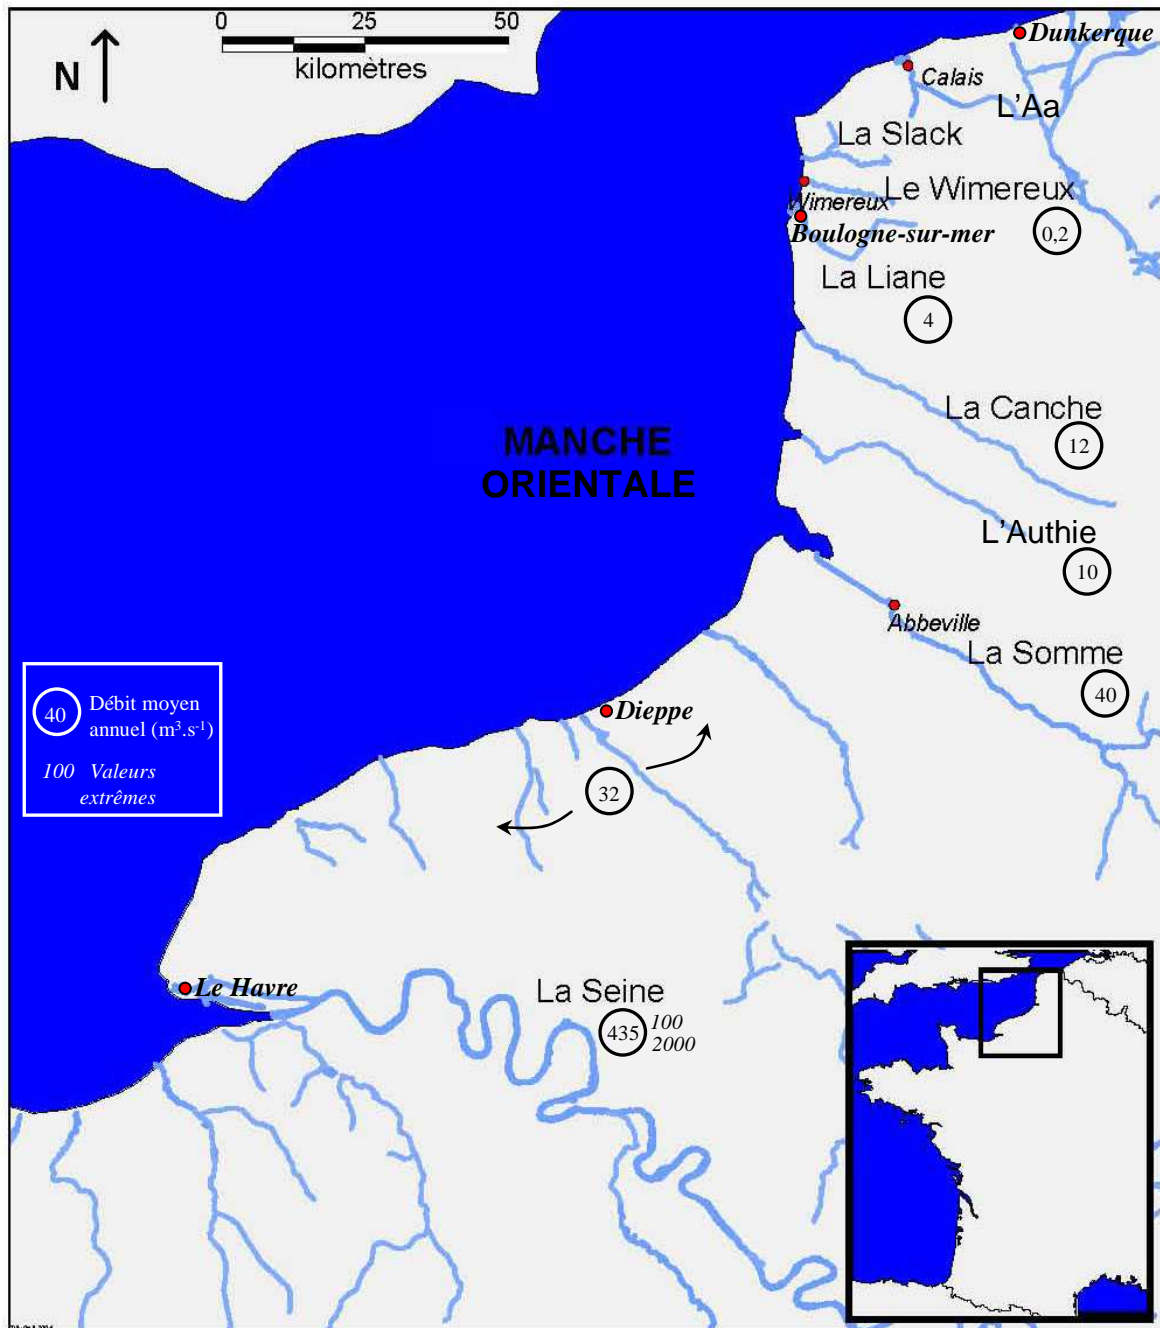 0 25 50
kilomètres
N
Dunkerque
Calais
L'Aa
La Slack
Le Wimereux
Wimereux
0,2
Boulogne-sur-mer
La Liane
4
La Canche
12
MANCHE
ORIENTALE
L'Authie
10
Abbeville
La Somme
40
Dieppe
32
40 Débit moyen
annuel (m³.s⁻¹)
100 Valeurs
extrêmes
Le Havre
La Seine
435 100
2000